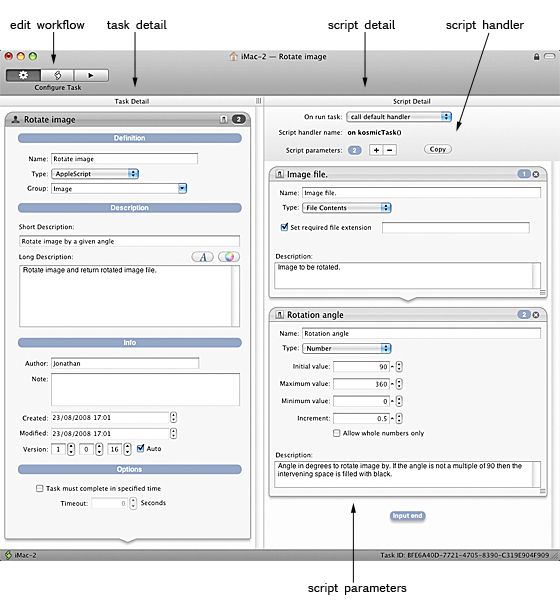 edit workflow task detail script detail script handler
iMac-2 — Rotate image
Configure Task
Task Detail
Script Detail
Rotate image 1 2
Definition
Name: Rotate image
Type: AppleScript
Group: Image
Description
Short Description:
Rotate image by a given angle
Long Description: A
Rotate image and return rotated image file.
Info
Author: Jonathan
Note:
Created: 23/08/2008 17:01
Modified: 23/08/2008 17:01
Version: 1 0 16 Auto
Options
Task must complete in specified time
Timeout: 0 Seconds
On run task: call default handler
Script handler name: on kosmicTask()
Script parameters: 2 + − Copy
Image file. 1
Name: Image file.
Type: File Contents
Set required file extension
Description:
Image to be rotated.
Rotation angle 2
Name: Rotation angle
Type: Number
Initial value: 90
Maximum value: 360
Minimum value: 0
Increment: 0.5
Allow whole numbers only
Description:
Angle in degrees to rotate image by. If the angle is not a multiple of 90 then the
intervening space is filled with black.
Input end
iMac-2 Task ID: BFE6A40D-7721-4705-8390-C319E904F909
script parameters